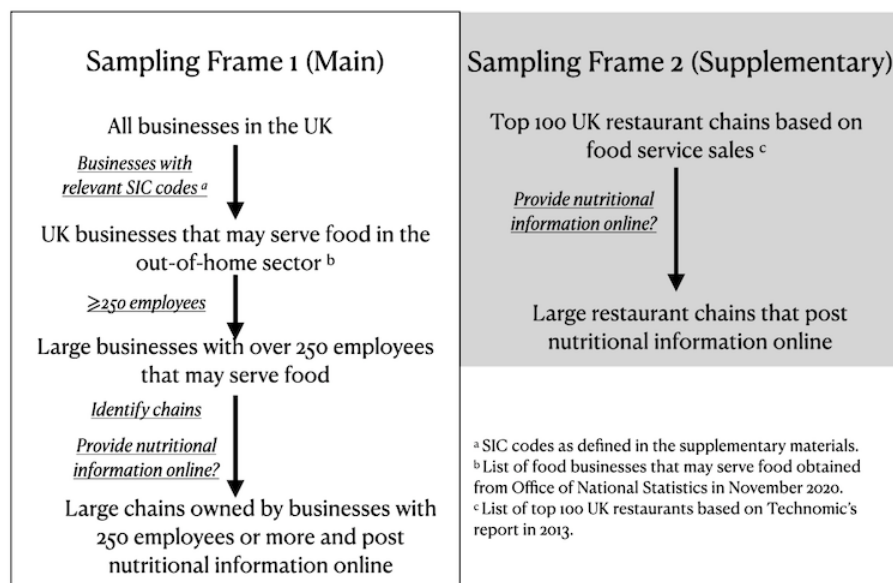 Sampling Frame 1 (Main)
All businesses in the UK
Businesses with
relevant SIC codes ᵃ
UK businesses that may serve food in the
out-of-home sector ᵇ
⩾250 employees
Large businesses with over 250 employees
that may serve food
Identify chains
Provide nutritional
information online?
Large chains owned by businesses with
250 employees or more and post
nutritional information online
Sampling Frame 2 (Supplementary)
Top 100 UK restaurant chains based on
food service sales ᶜ
Provide nutritional
information online?
Large restaurant chains that post
nutritional information online
ᵃ SIC codes as defined in the supplementary materials.
ᵇ List of food businesses that may serve food obtained
from Office of National Statistics in November 2020.
ᶜ List of top 100 UK restaurants based on Technomic's
report in 2013.